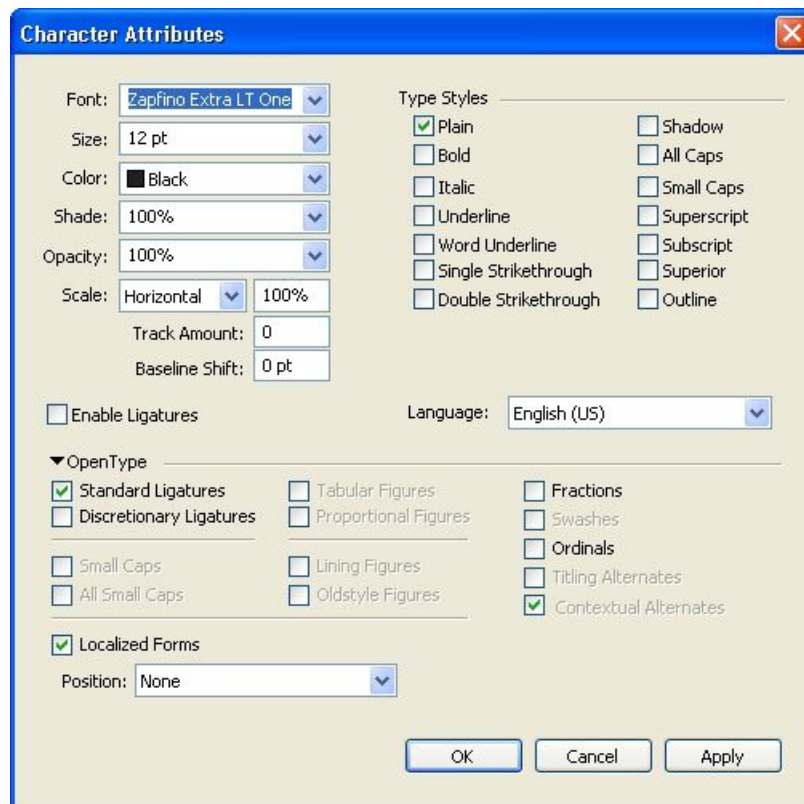 Character Attributes
Font: Zapfino Extra LT One
Size: 12 pt
Color: Black
Shade: 100%
Opacity: 100%
Scale: Horizontal 100%
Track Amount: 0
Baseline Shift: 0 pt
Type Styles
Plain
Bold
Italic
Underline
Word Underline
Single Strikethrough
Double Strikethrough
Shadow
All Caps
Small Caps
Superscript
Subscript
Superior
Outline
Enable Ligatures
Language: English (US)
OpenType
Standard Ligatures
Discretionary Ligatures
Small Caps
All Small Caps
Tabular Figures
Proportional Figures
Lining Figures
Oldstyle Figures
Fractions
Swashes
Ordinals
Titling Alternates
Contextual Alternates
Localized Forms
Position: None
OK
Cancel
Apply